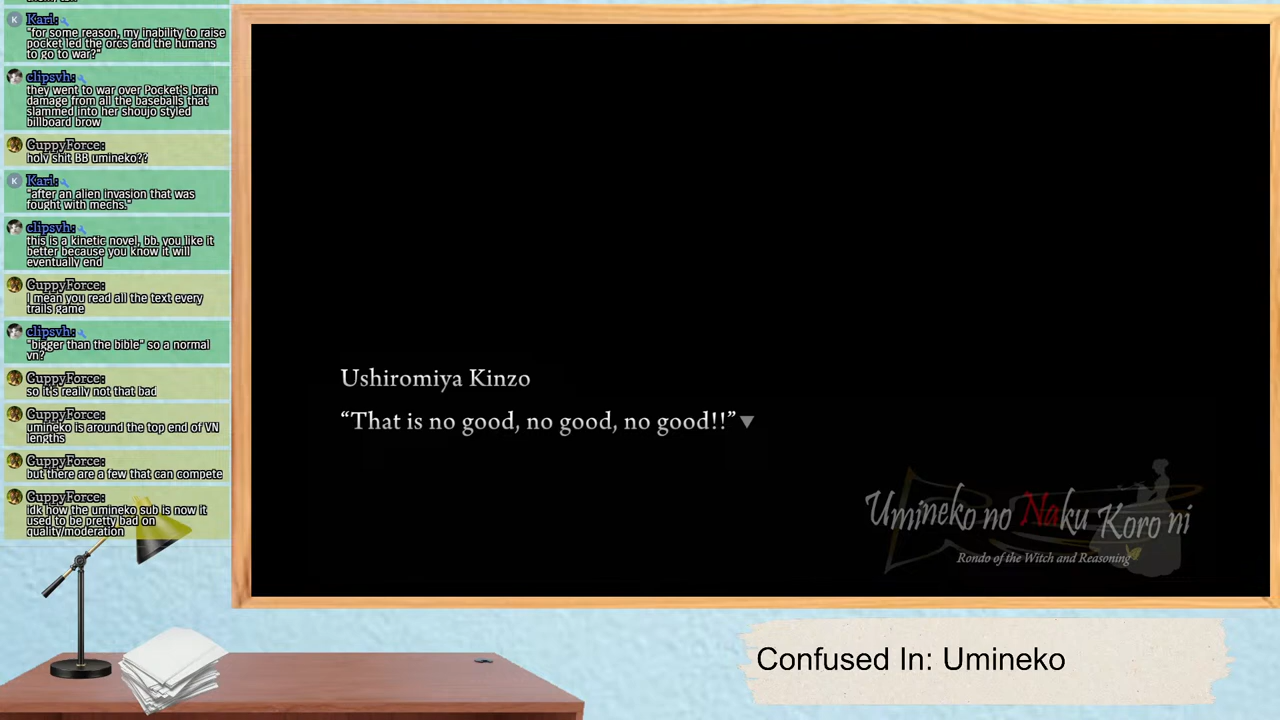 Kari:
"for some reason, my inability to raise
pocket led the orcs and the humans
to go to war?"
clipsvh:
they went to war over Pocket's brain
damage from all the baseballs that
slammed into her shoujo styled
billboard brow
GuppyForce:
holy shit BB umineko??
K
Kari:
"after an alien invasion that was
fought with mechs."
clipsvh:
this is a kinetic novel, bb. you like it
better because you know it will
eventually end
GuppyForce:
I mean you read all the text every
trails game
clipsvh:
"bigger than the bible" so a normal
vn?
GuppyForce:
so it's really not that bad
GuppyForce:
umineko is around the top end of VN
lengths
GuppyForce:
but there are a few that can compete
GuppyForce:
idk how the umineko sub is now it
used to be pretty bad on
quality/moderation
Ushiromiya Kinzo
“That is no good, no good, no good!!”
Umineko no Naku Koro ni
Rondo of the Witch and Reasoning
Confused In: Umineko